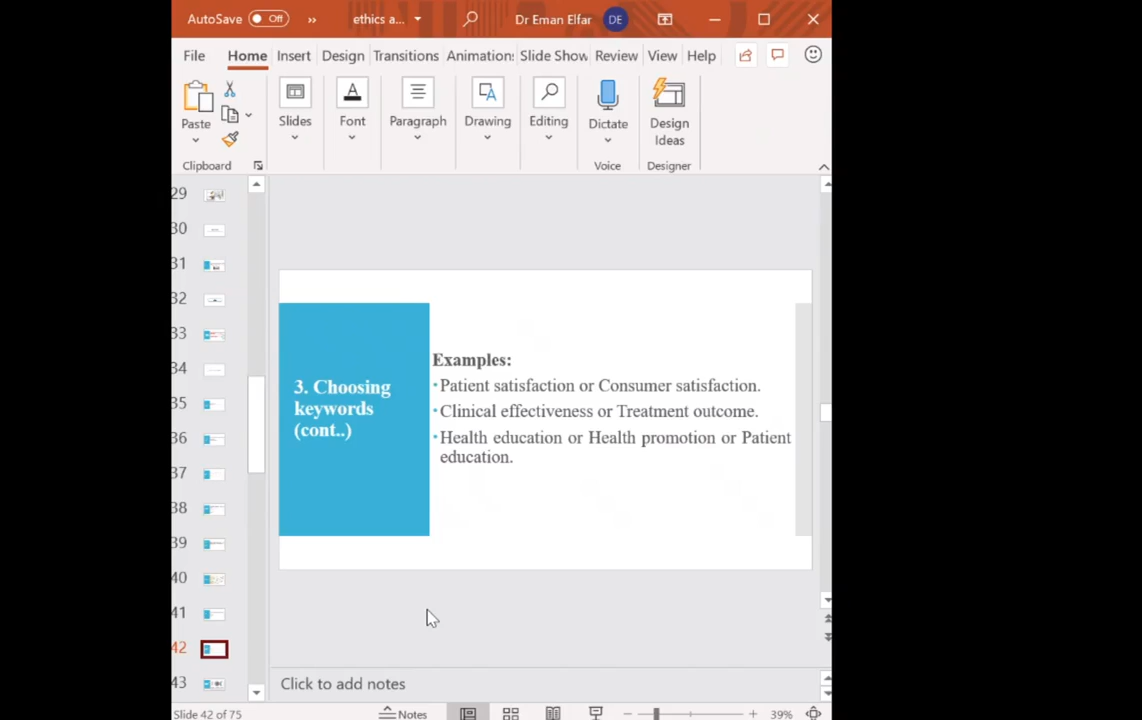 AutoSave Off » ethics a... Dr Eman Elfar DE
File Home Insert Design Transitions Animation: Slide Show Review View Help
Paste Slides Font Paragraph Drawing Editing Dictate Design Ideas
Clipboard Voice Designer
29
30
31
32
33
34
35
36
37
38
39
40
41
42
43
3. Choosing
keywords
(cont..)
Examples:
•Patient satisfaction or Consumer satisfaction.
•Clinical effectiveness or Treatment outcome.
•Health education or Health promotion or Patient
education.
Click to add notes
Slide 42 of 75 Notes 39%